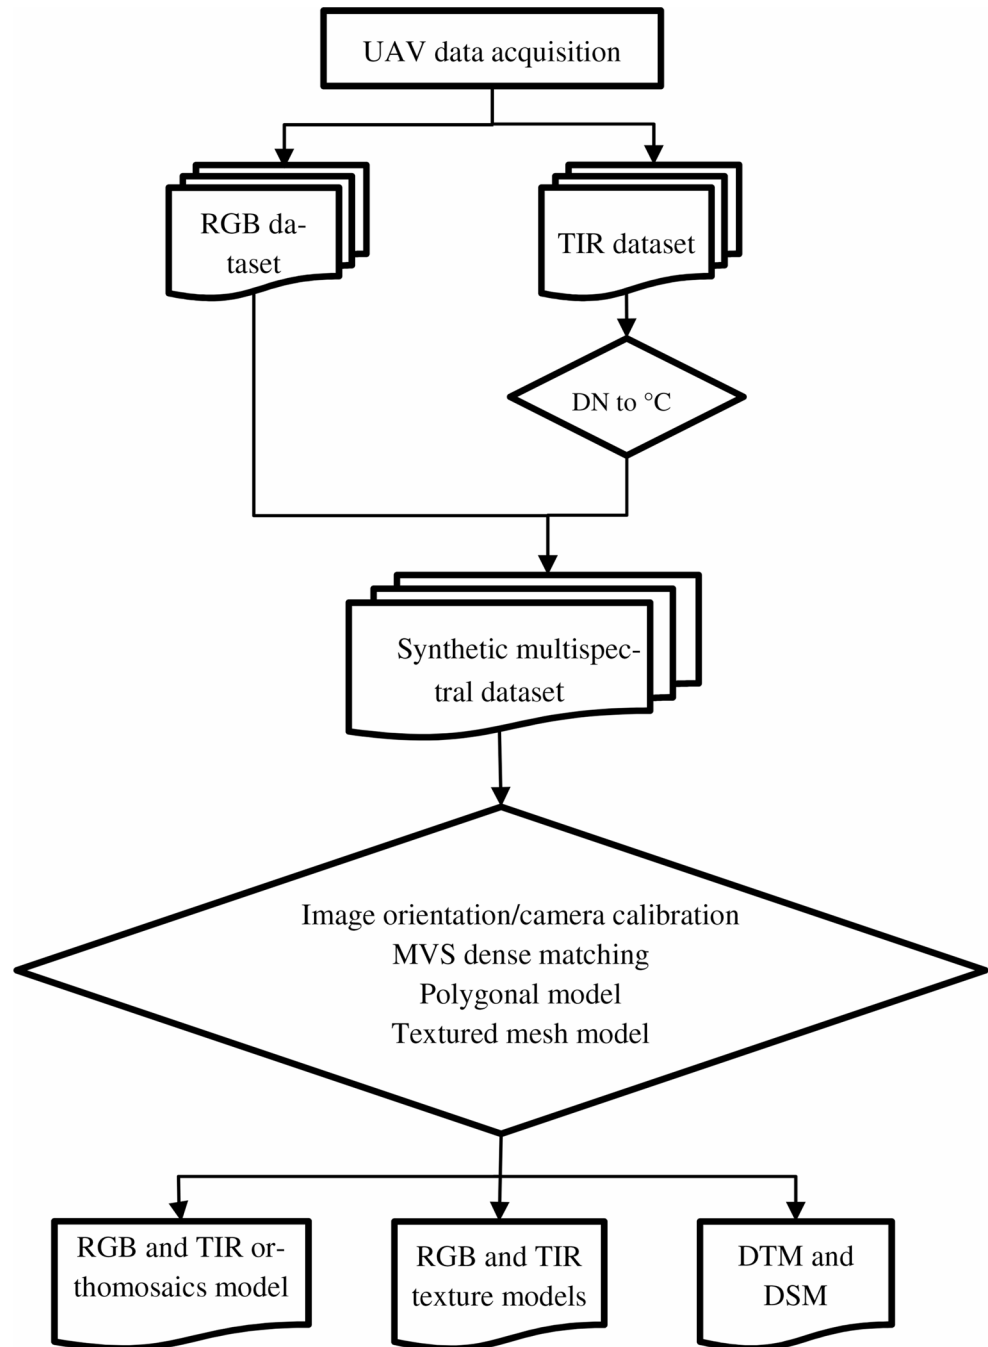 UAV data acquisition
RGB da-
taset
TIR dataset
DN to °C
Synthetic multispec-
tral dataset
Image orientation/camera calibration
MVS dense matching
Polygonal model
Textured mesh model
RGB and TIR or-
thomosaics model
RGB and TIR
texture models
DTM and
DSM